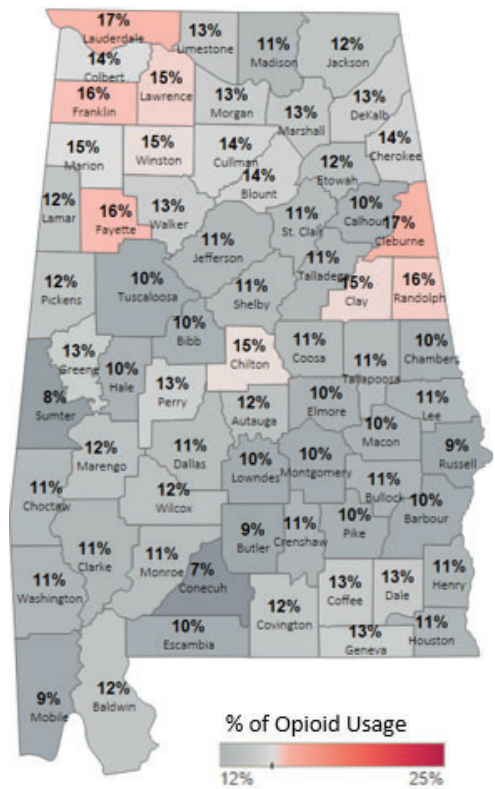 17%
Lauderdale
13%
Limestone
11%
Madison
12%
Jackson
14%
Colbert
15%
Lawrence
16%
Franklin
13%
Morgan
13%
Marshall
13%
DeKalb
14%
Cherokee
15%
Marion
15%
Winston
14%
Cullman
14%
Blount
12%
Etowah
12%
Lamar
16%
Fayette
13%
Walker
11%
Jefferson
11%
St. Clair
10%
Calhoun
17%
Cleburne
12%
Pickens
10%
Tuscaloosa
11%
Shelby
11%
Talladega
15%
Clay
16%
Randolph
10%
Bibb
15%
Chilton
11%
Coosa
11%
Tallapoosa
10%
Chambers
8%
Sumter
13%
Greene
10%
Hale
13%
Perry
12%
Autauga
10%
Elmore
11%
Lee
12%
Marengo
11%
Dallas
10%
Lowndes
10%
Montgomery
10%
Macon
9%
Russell
11%
Bullock
11%
Choctaw
12%
Wilcox
9%
Butler
11%
Crenshaw
10%
Pike
10%
Barbour
11%
Washington
11%
Clarke
11%
Monroe
7%
Conecuh
12%
Covington
13%
Coffee
13%
Dale
11%
Henry
10%
Escambia
13%
Geneva
11%
Houston
9%
Mobile
12%
Baldwin
% of Opioid Usage
12% 25%